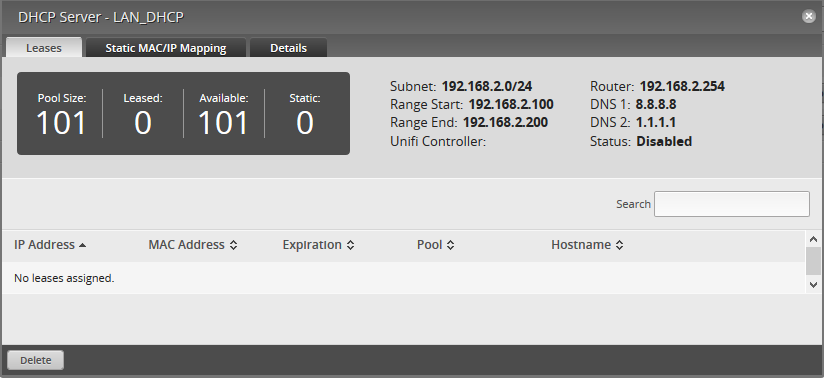 DHCP Server - LAN_DHCP
Leases Static MAC/IP Mapping Details
Pool Size: Leased: Available: Static:
101 0 101 0
Subnet: 192.168.2.0/24
Range Start: 192.168.2.100
Range End: 192.168.2.200
Unifi Controller:
Router: 192.168.2.254
DNS 1: 8.8.8.8
DNS 2: 1.1.1.1
Status: Disabled
Search
IP Address MAC Address Expiration Pool Hostname
No leases assigned.
Delete